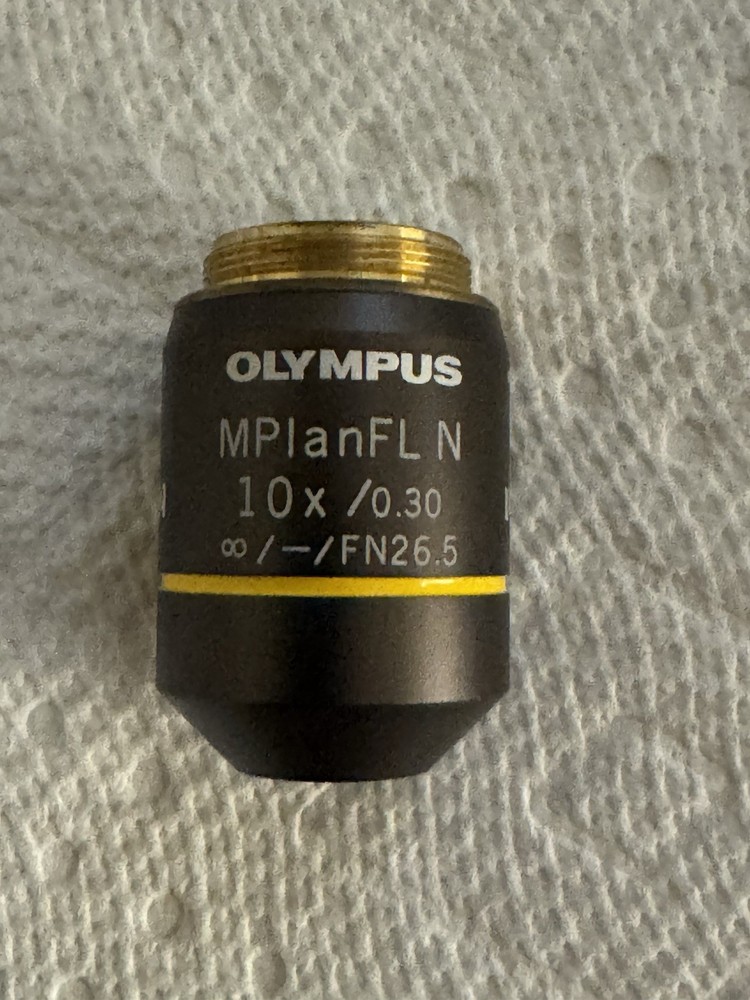 OLYMPUS
MPlanFL N
10x /0.30
∞/—/FN26.5